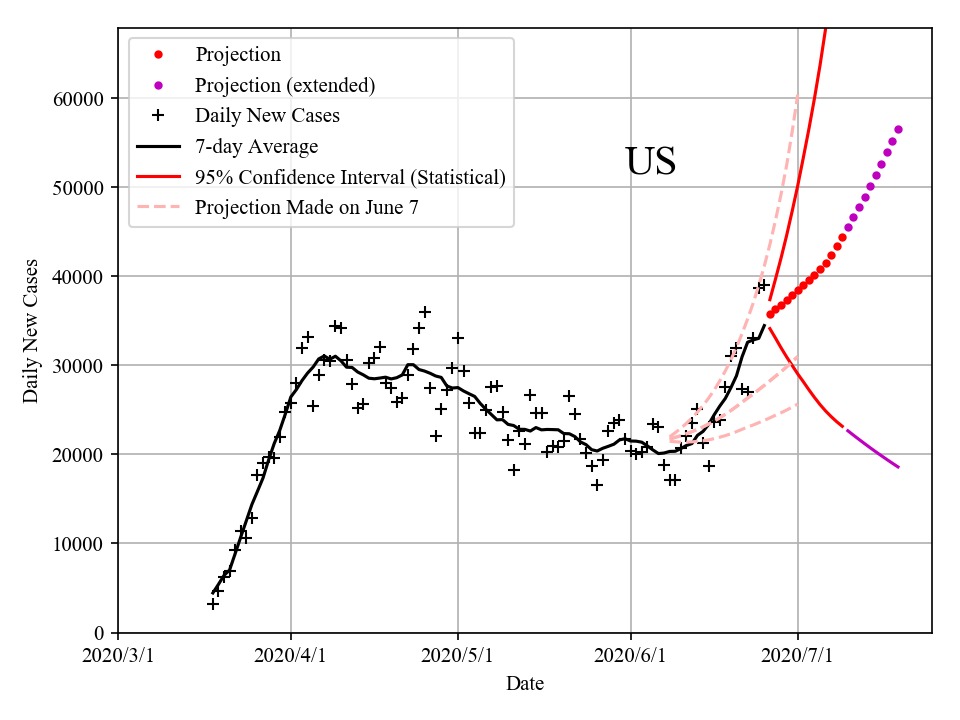 Projection
Projection (extended)
Daily New Cases
7-day Average
95% Confidence Interval (Statistical)
Projection Made on June 7
US
60000
50000
40000
30000
20000
10000
0
Daily New Cases
2020/3/1 2020/4/1 2020/5/1 2020/6/1 2020/7/1
Date